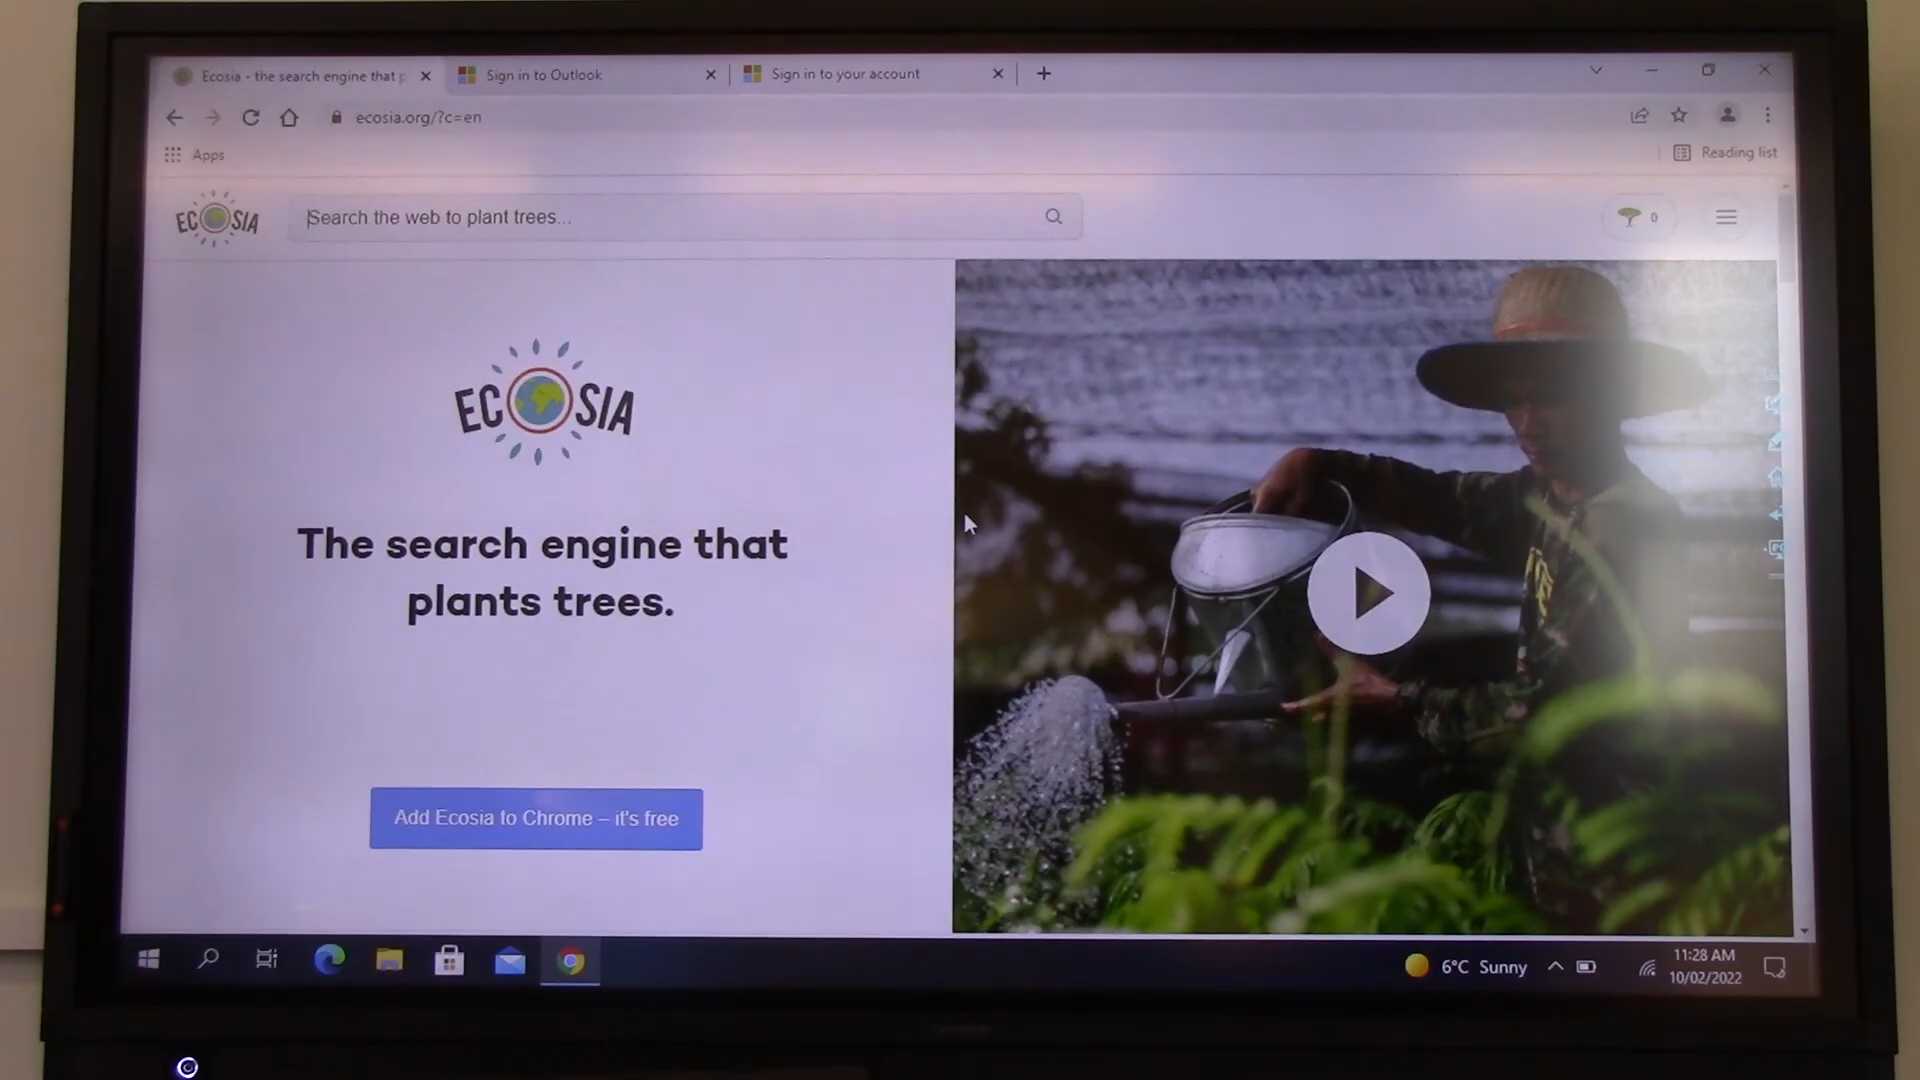 Ecosia - the search engine that p
Sign in to Outlook
Sign in to your account
ecosia.org/?c=en
Apps
Reading list
ECOSIA
Search the web to plant trees...
0
ECOSIA
The search engine that
plants trees.
Add Ecosia to Chrome – it's free
6°C Sunny
11:28 AM
10/02/2022